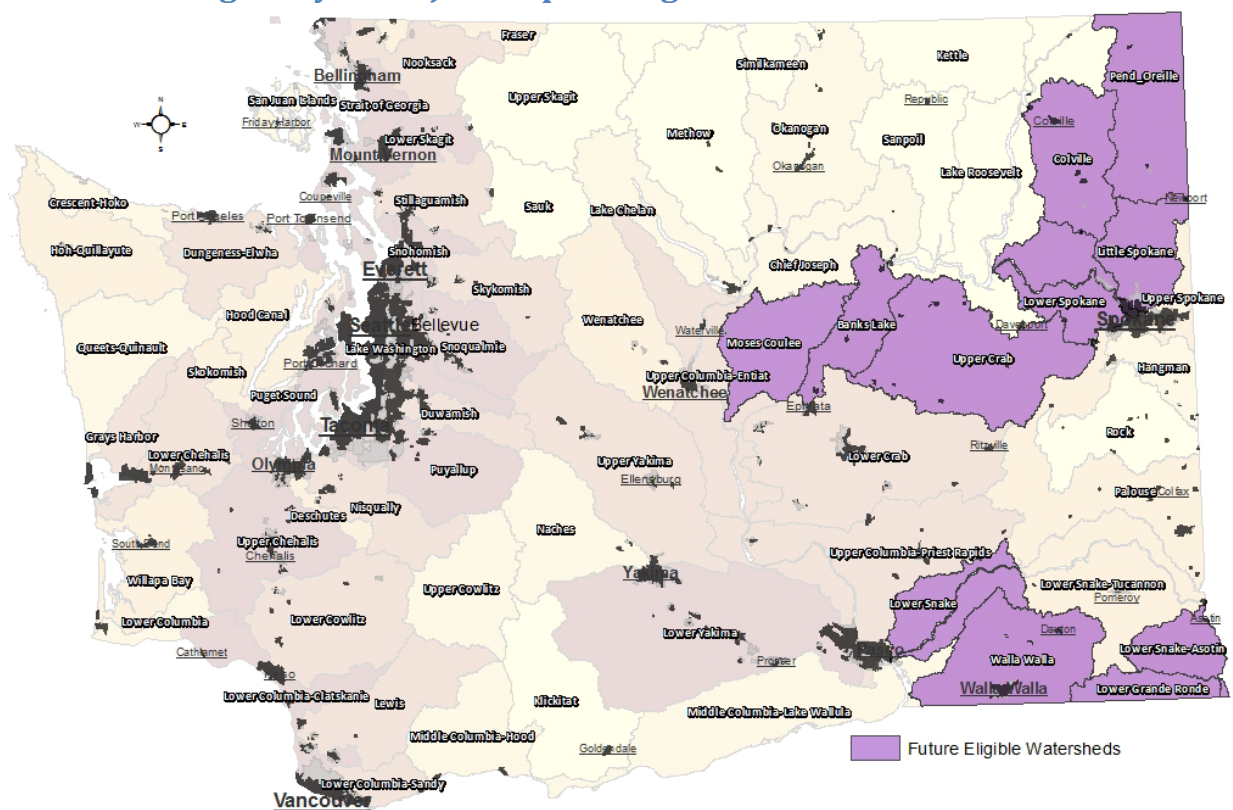 Fraser
Nooksack
Kettle
Bellingham
Similkameen
Pend_Oreille
Upper Skagit
San Juan Islands
Strait of Georgia
Republic
N
W
E
S
Friday Harbor
Colville
Methow
Okanogan
Lower Skagit
Sanpoil
Mount Vernon
Colville
Okanogan
Lake Roosevelt
Coupeville
Newport
Crescent-Hoko
Stillaguamish
Sauk
Lake Chelan
Port Angeles
Port Townsend
Hoh-Quillayute
Dungeness-Elwha
Snohomish
Little Spokane
Everett
Chief Joseph
Skykomish
Lower Spokane
Upper Spokane
Hood Canal
Wenatchee
Seattle
Bellevue
Waterville
Banks Lake
Davenport
Spokane
Queets-Quinault
Lake Washington
Snoqualmie
Moses Coulee
Upper Crab
Port Orchard
Hangman
Skokomish
Upper Columbia-Entiat
Puget Sound
Wenatchee
Ephrata
Duwamish
Shelton
Tacoma
Grays Harbor
Rock
Lower Chehalis
Ritzville
Montesano
Olympia
Puyallup
Upper Yakima
Lower Crab
Ellensburg
Palouse
Colfax
Nisqually
Deschutes
Naches
South Bend
Upper Chehalis
Chehalis
Upper Columbia-Priest Rapids
Willapa Bay
Yakima
Upper Cowlitz
Lower Snake-Tucannon
Pomeroy
Lower Snake
Lower Columbia
Lower Cowlitz
Asotin
Lower Yakima
Dayton
Cathlamet
Pasco
Lower Snake-Asotin
Prosser
Walla Walla
Kelso
Lower Columbia-Clatskanie
Lewis
Walla Walla
Lower Grande Ronde
Klickitat
Middle Columbia-Lake Wallula
Middle Columbia-Hood
Goldendale
Future Eligible Watersheds
Lower Columbia-Sandy
Vancouver